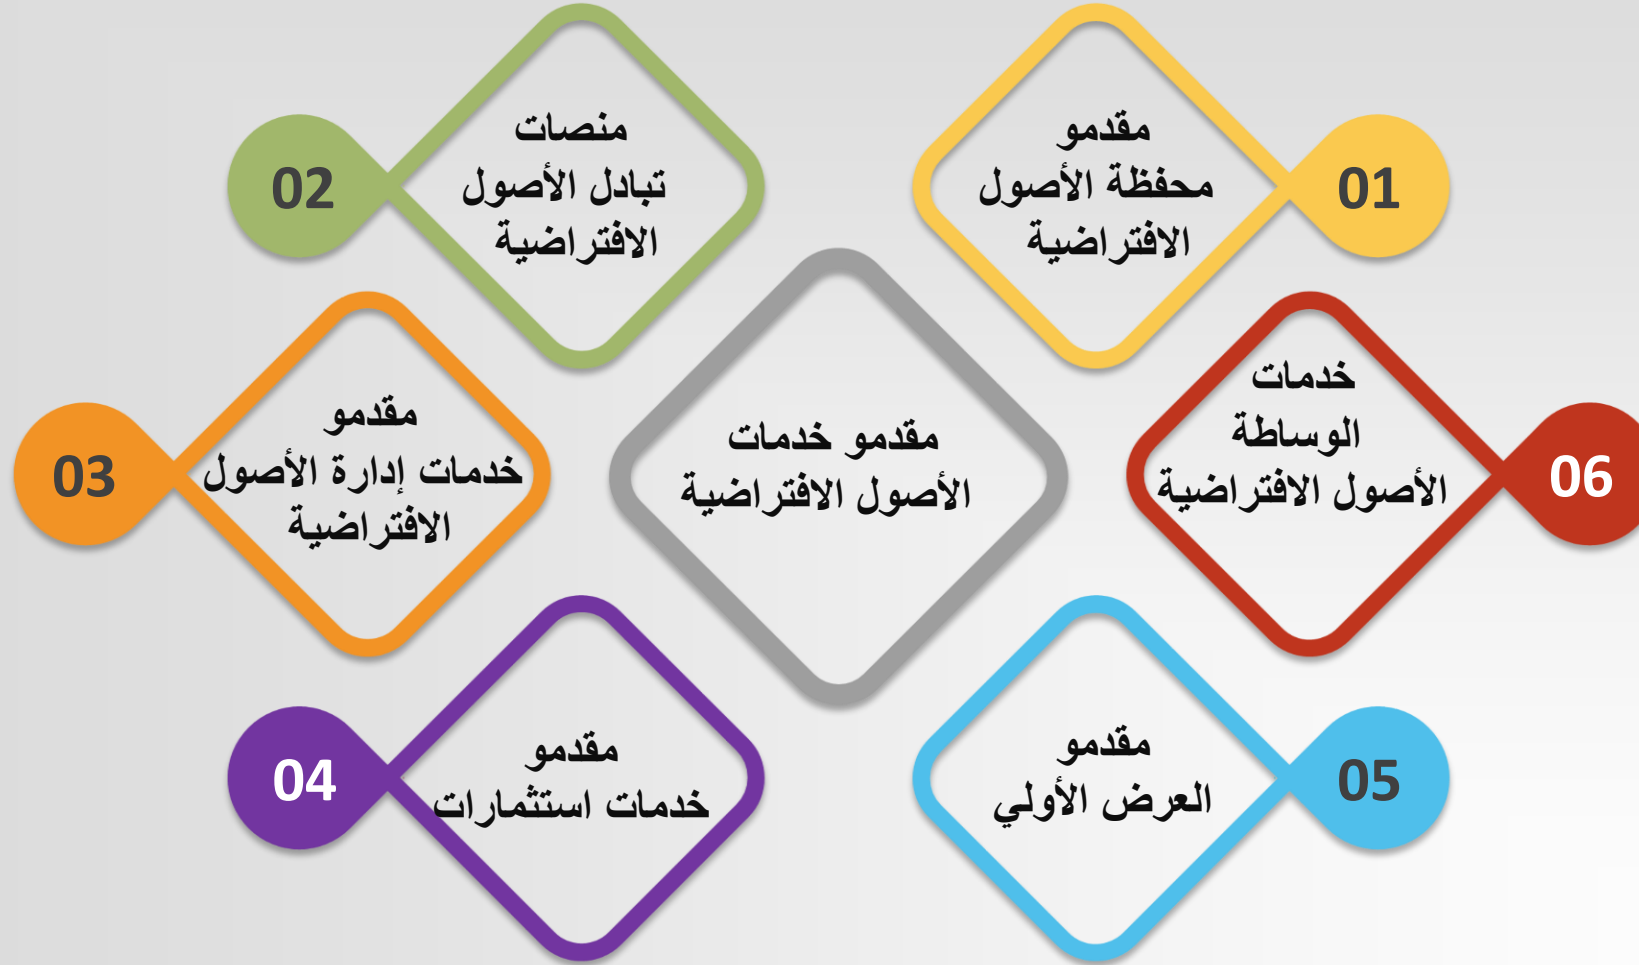 مقدمو خدمات
الأصول الافتراضية
01
مقدمو
محفظة الأصول
الافتراضية
02
منصات
تبادل الأصول
الافتراضية
03
مقدمو
خدمات إدارة الأصول
الافتراضية
04
مقدمو
خدمات استثمارات
05
مقدمو
العرض الأولي
06
خدمات
الوساطة
الأصول الافتراضية